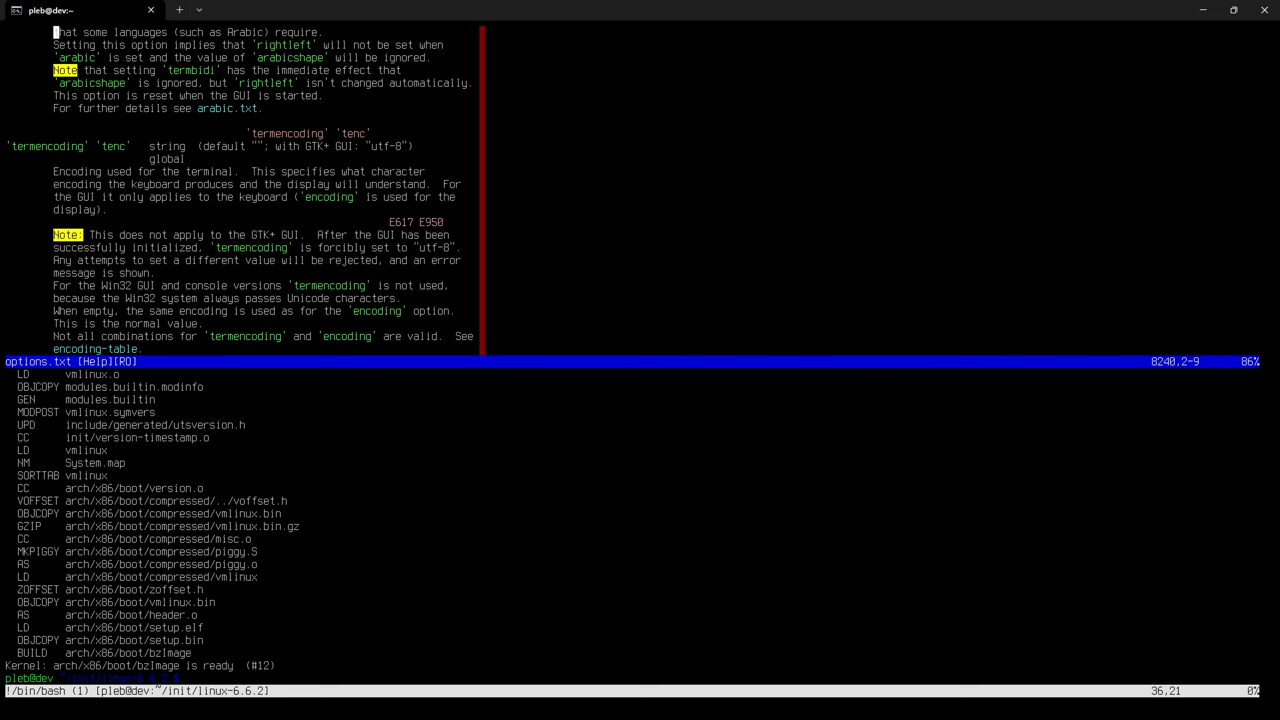 pleb@dev:~
that some languages (such as Arabic) require.
Setting this option implies that 'rightleft' will not be set when
'arabic' is set and the value of 'arabicshape' will be ignored.
Note that setting 'termbidi' has the immediate effect that
'arabicshape' is ignored, but 'rightleft' isn't changed automatically.
This option is reset when the GUI is started.
For further details see arabic.txt.
'termencoding' 'tenc'
'termencoding' 'tenc' string (default ""; with GTK+ GUI: "utf-8")
global
Encoding used for the terminal. This specifies what character
encoding the keyboard produces and the display will understand. For
the GUI it only applies to the keyboard ('encoding' is used for the
display).
E617 E950
Note: This does not apply to the GTK+ GUI. After the GUI has been
successfully initialized, 'termencoding' is forcibly set to "utf-8".
Any attempts to set a different value will be rejected, and an error
message is shown.
For the Win32 GUI and console versions 'termencoding' is not used,
because the Win32 system always passes Unicode characters.
When empty, the same encoding is used as for the 'encoding' option.
This is the normal value.
Not all combinations for 'termencoding' and 'encoding' are valid. See
encoding-table.
options.txt [Help][RO] 8240,2-9 86%
LD vmlinux.o
OBJCOPY modules.builtin.modinfo
GEN modules.builtin
MODPOST vmlinux.symvers
UPD include/generated/utsversion.h
CC init/version-timestamp.o
LD vmlinux
NM System.map
SORTTAB vmlinux
CC arch/x86/boot/version.o
VOFFSET arch/x86/boot/compressed/../voffset.h
OBJCOPY arch/x86/boot/compressed/vmlinux.bin
GZIP arch/x86/boot/compressed/vmlinux.bin.gz
CC arch/x86/boot/compressed/misc.o
MKPIGGY arch/x86/boot/compressed/piggy.S
AS arch/x86/boot/compressed/piggy.o
LD arch/x86/boot/compressed/vmlinux
ZOFFSET arch/x86/boot/zoffset.h
OBJCOPY arch/x86/boot/vmlinux.bin
AS arch/x86/boot/header.o
LD arch/x86/boot/setup.elf
OBJCOPY arch/x86/boot/setup.bin
BUILD arch/x86/boot/bzImage
Kernel: arch/x86/boot/bzImage is ready (#12)
pleb@dev ~/init/linux-6.6.2 $
!/bin/bash (1) [pleb@dev:~/init/linux-6.6.2] 36,21 0%